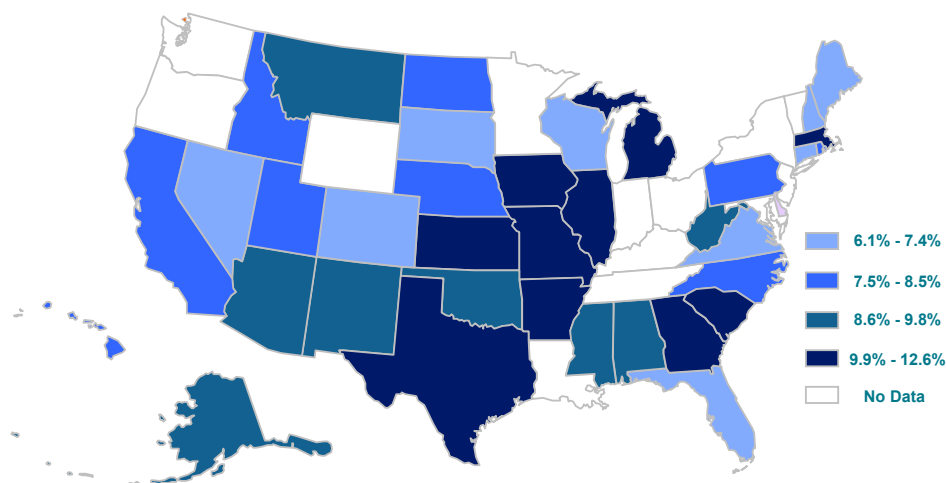 6.1% - 7.4%
7.5% - 8.5%
8.6% - 9.8%
9.9% - 12.6%
No Data